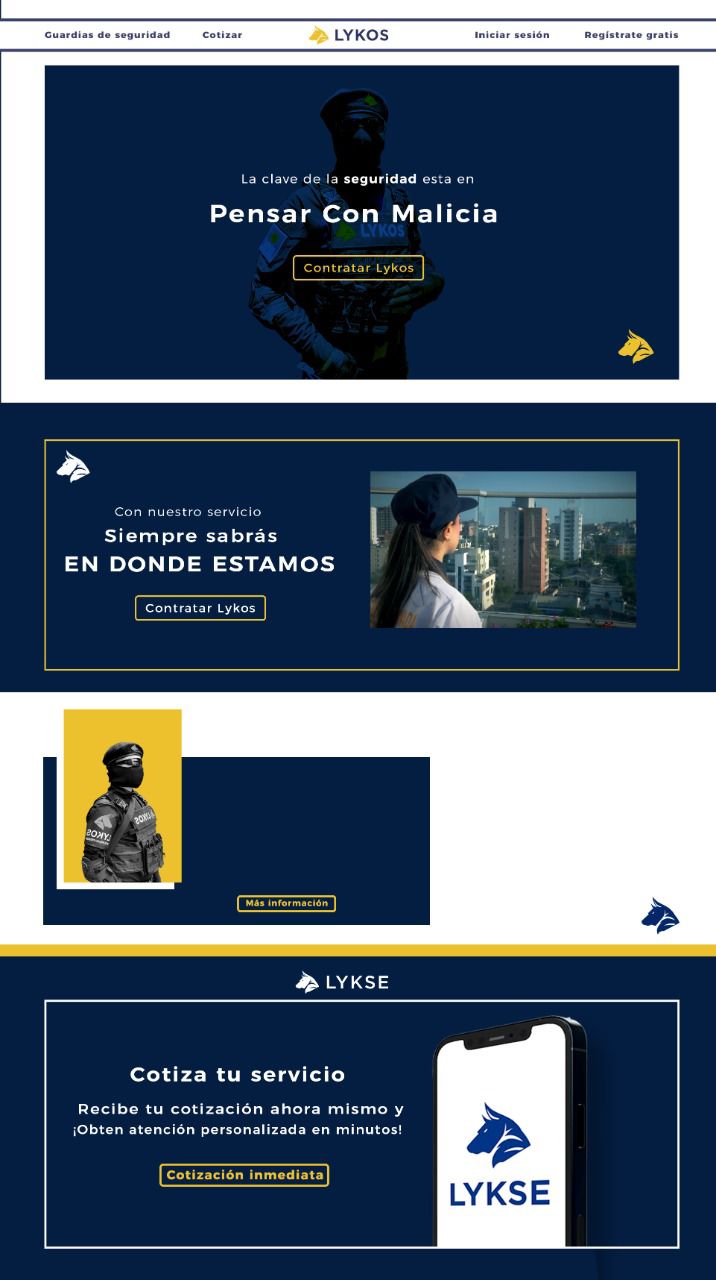 Guardias de seguridad
Cotizar
LYKOS
Iniciar sesión
Regístrate gratis
La clave de la seguridad esta en
Pensar Con Malicia
LYKOS
Contratar Lykos
Con nuestro servicio
Siempre sabrás
EN DONDE ESTAMOS
Contratar Lykos
LYKOS
LYKOS
Más información
LYKSE
Cotiza tu servicio
Recibe tu cotización ahora mismo y
¡Obten atención personalizada en minutos!
Cotización inmediata
LYKSE